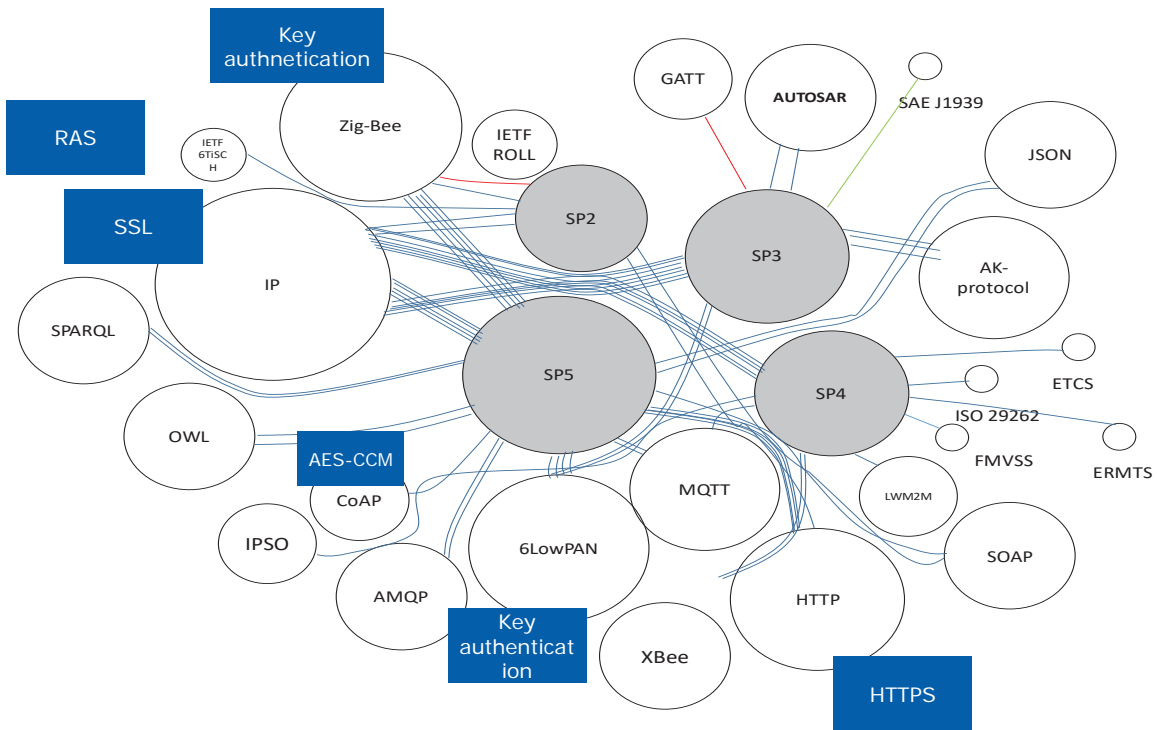 Key
authnetication
GATT
AUTOSAR
SAE J1939
RAS
Zig-Bee
IETF
ROLL
IETF
6TiSC
H
JSON
SSL
SP2
SP3
IP
AK-
protocol
SPARQL
SP5
SP4
ETCS
ISO 29262
OWL
AES-CCM
FMVSS
ERMTS
CoAP
MQTT
LWM2M
IPSO
6LowPAN
SOAP
AMQP
HTTP
Key
authenticat
ion
XBee
HTTPS